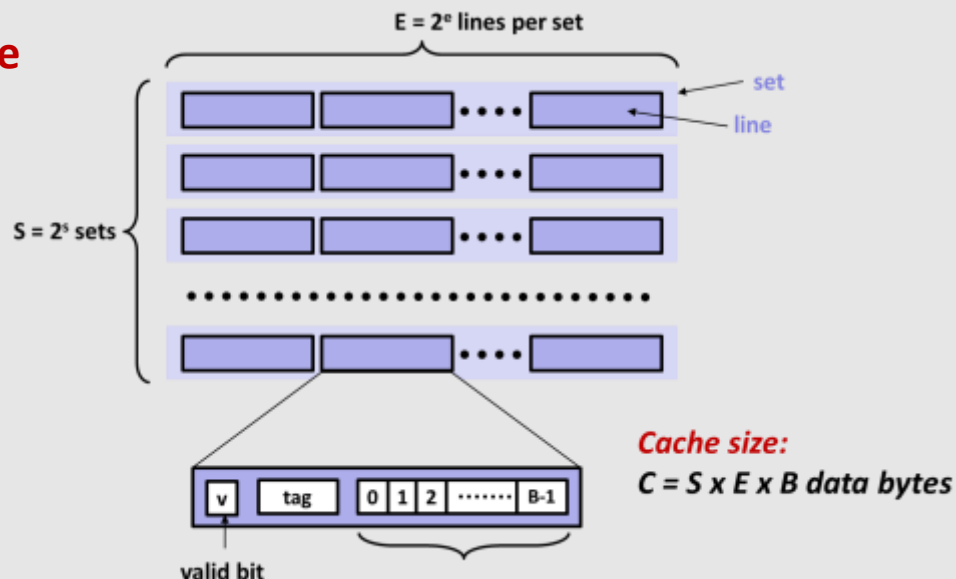 E = 2ᵉ lines per set
e
set
line
S = 2ˢ sets
Cache size:
C = S x E x B data bytes
v
tag
0 1 2 ······· B-1
valid bit